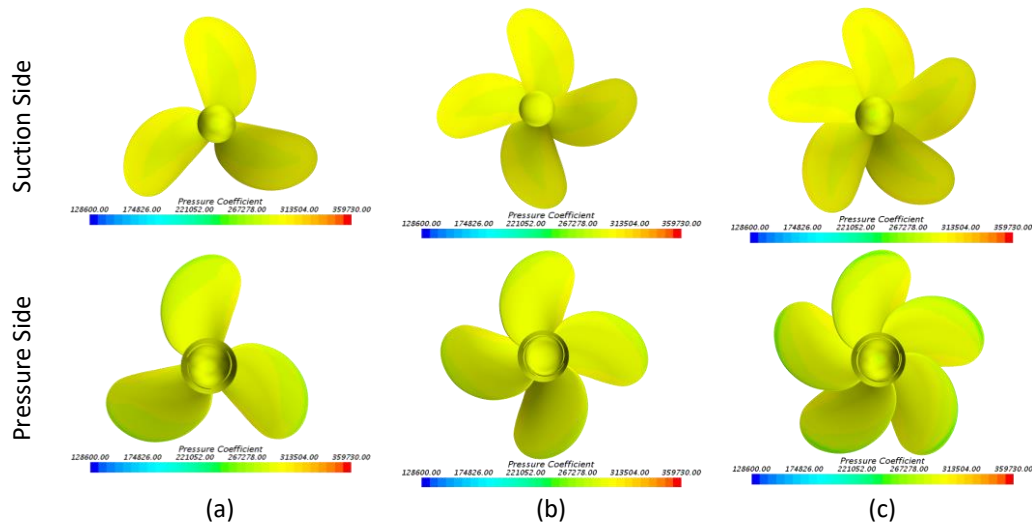 Suction Side
Pressure Coefficient
128600.00 174826.00 221052.00 267278.00 313504.00 359730.00
Pressure Coefficient
128600.00 174826.00 221052.00 267278.00 313504.00 359730.00
Pressure Coefficient
128600.00 174826.00 221052.00 267278.00 313504.00 359730.00
Pressure Side
Pressure Coefficient
128600.00 174826.00 221052.00 267278.00 313504.00 359730.00
Pressure Coefficient
128600.00 174826.00 221052.00 267278.00 313504.00 359730.00
Pressure Coefficient
128600.00 174826.00 221052.00 267278.00 313504.00 359730.00
(a) (b) (c)